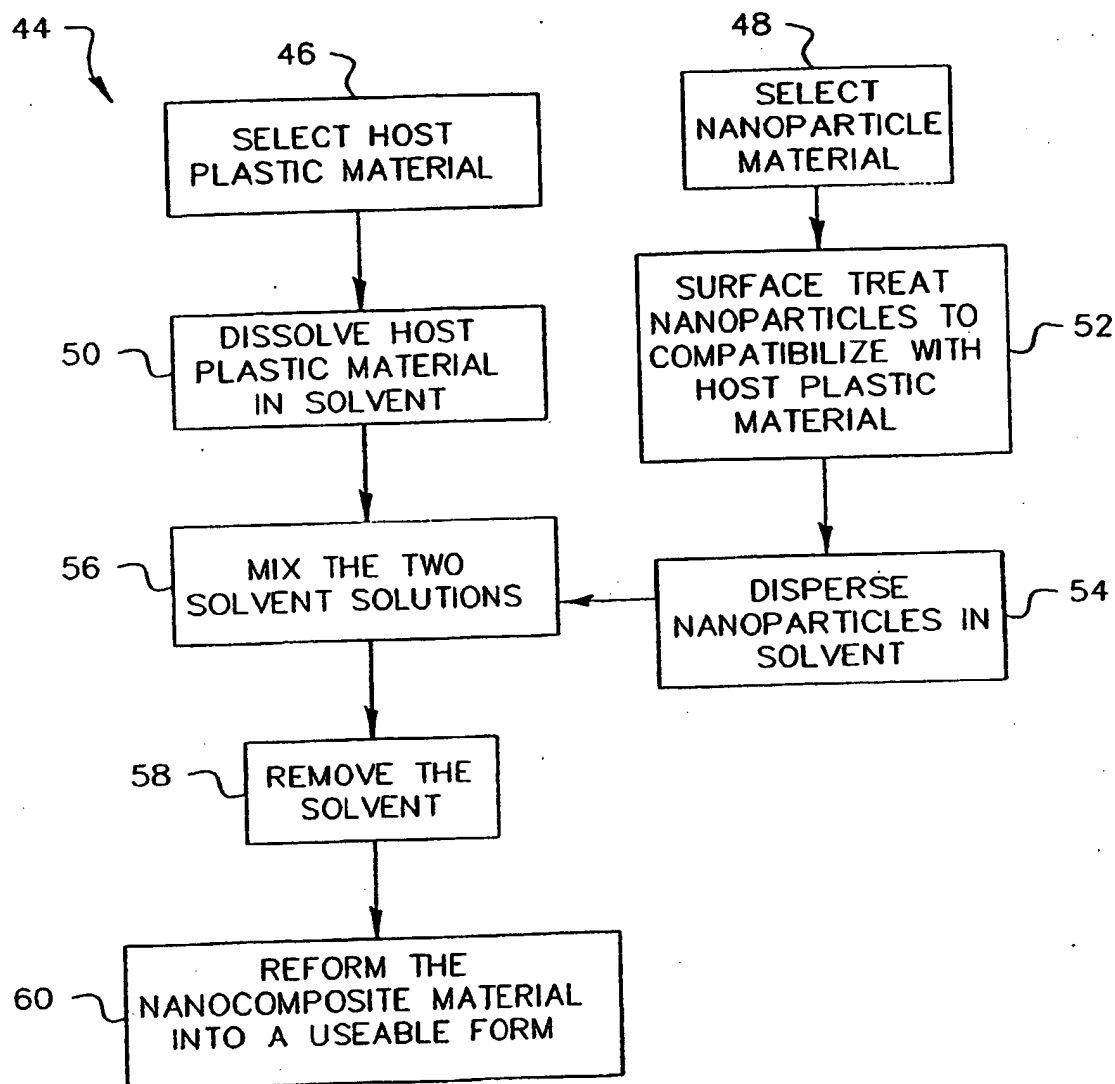 44
46
SELECT HOST
PLASTIC MATERIAL
48
SELECT
NANOPARTICLE
MATERIAL
50
DISSOLVE HOST
PLASTIC MATERIAL
IN SOLVENT
SURFACE TREAT
NANOPARTICLES TO
COMPATIBILIZE WITH
HOST PLASTIC
MATERIAL
52
56
MIX THE TWO
SOLVENT SOLUTIONS
DISPERSE
NANOPARTICLES IN
SOLVENT
54
58
REMOVE THE
SOLVENT
60
REFORM THE
NANOCOMPOSITE MATERIAL
INTO A USEABLE FORM